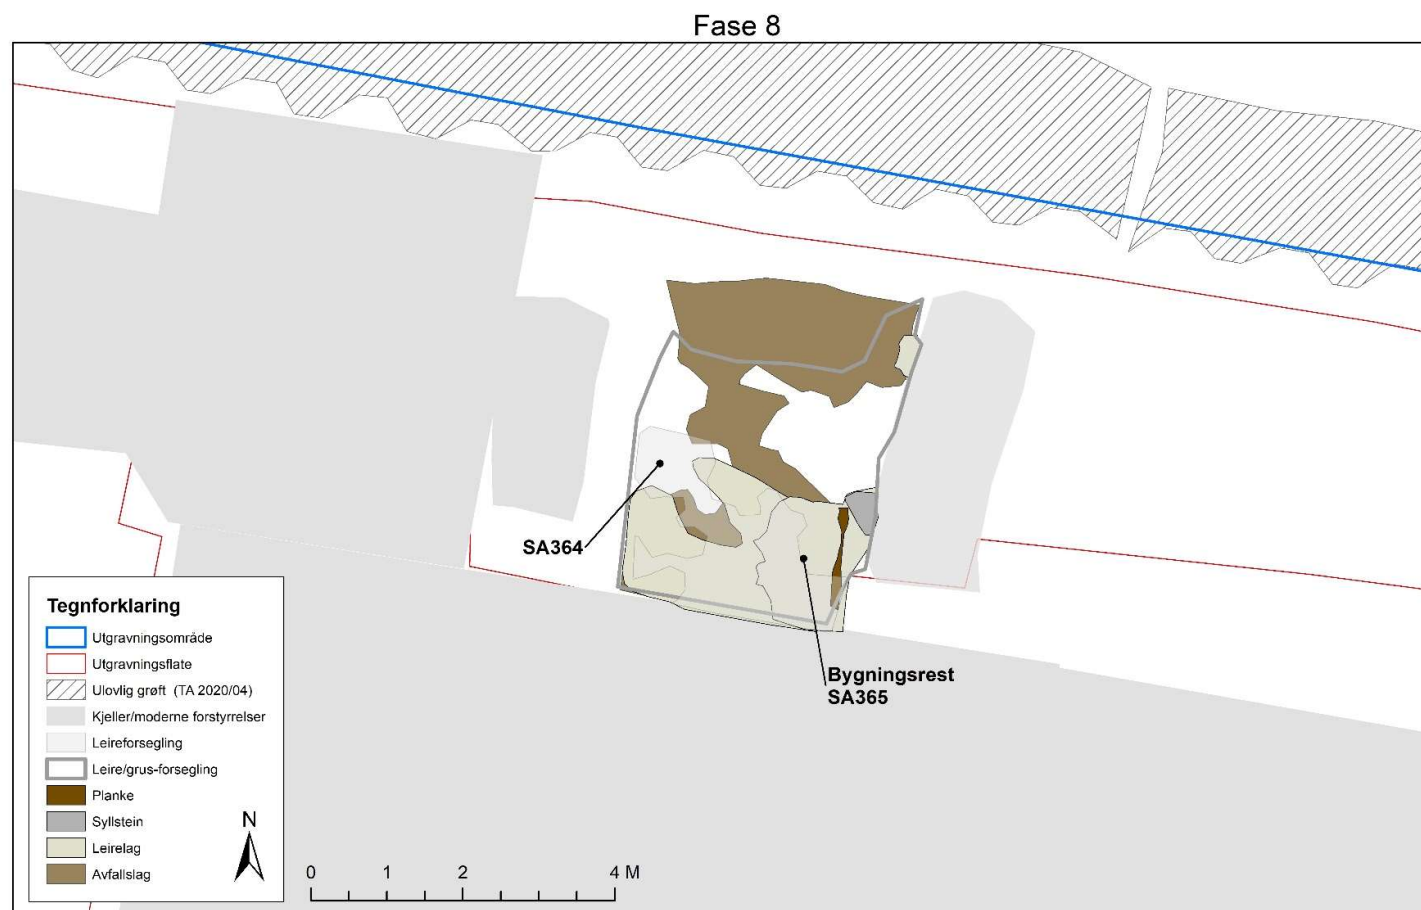 Fase 8
SA364
Bygningsrest
SA365
Tegnforklaring
Utgravningsområde
Utgravningsflate
Ulovlig grøft (TA 2020/04)
Kjeller/moderne forstyrrelser
Leireforsegling
Leire/grus-forsegling
Planke
Syllstein
Leirelag
Avfallslag
N
0 1 2 4 M